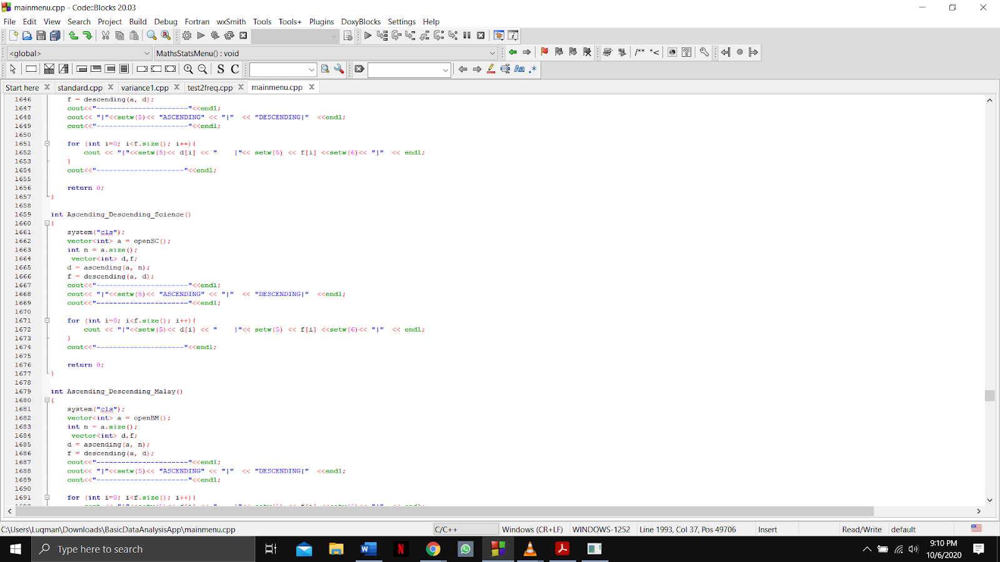 mainmenu.cpp - Code::Blocks 20.03
File Edit View Search Project Build Debug Fortran wxSmith Tools Tools+ Plugins DoxyBlocks Settings Help
<global> MathsStatsMenu() : void
/** *<
S C Aa .*
Start here standard.cpp variance1.cpp test2freq.cpp mainmenu.cpp
1646 f = descending(a, d);
1647 cout<<"----------------------"<<endl;
1648 cout<< "|"<<setw(5)<< "ASCENDING" << "|" << "DESCENDING|" <<endl;
1649 cout<<"----------------------"<<endl;
1650
1651 for (int i=0; i<f.size(); i++){
1652 cout << "|"<<setw(5)<< d[i] << "    |"<< setw(5) << f[i] <<setw(6)<< "|" << endl;
1653 }
1654 cout<<"---------------------"<<endl;
1655
1656 return 0;
1657 }
1658
1659 int Ascending_Descending_Science()
1660 {
1661 system("cls");
1662 vector<int> a = openSC();
1663 int n = a.size();
1664 vector<int> d,f;
1665 d = ascending(a, n);
1666 f = descending(a, d);
1667 cout<<"----------------------"<<endl;
1668 cout<< "|"<<setw(5)<< "ASCENDING" << "|" << "DESCENDING|" <<endl;
1669 cout<<"----------------------"<<endl;
1670
1671 for (int i=0; i<f.size(); i++){
1672 cout << "|"<<setw(5)<< d[i] << "    |"<< setw(5) << f[i] <<setw(6)<< "|" << endl;
1673 }
1674 cout<<"---------------------"<<endl;
1675
1676 return 0;
1677 }
1678
1679 int Ascending_Descending_Malay()
1680 {
1681 system("cls");
1682 vector<int> a = openBM();
1683 int n = a.size();
1684 vector<int> d,f;
1685 d = ascending(a, n);
1686 f = descending(a, d);
1687 cout<<"----------------------"<<endl;
1688 cout<< "|"<<setw(5)<< "ASCENDING" << "|" << "DESCENDING|" <<endl;
1689 cout<<"----------------------"<<endl;
1690
1691 for (int i=0; i<f.size(); i++){
C:\Users\Luqman\Downloads\BasicDataAnalysisApp\mainmenu.cpp C/C++ Windows (CR+LF) WINDOWS-1252 Line 1993, Col 37, Pos 49706 Insert Read/Write default
Type here to search
9:10 PM
10/6/2020